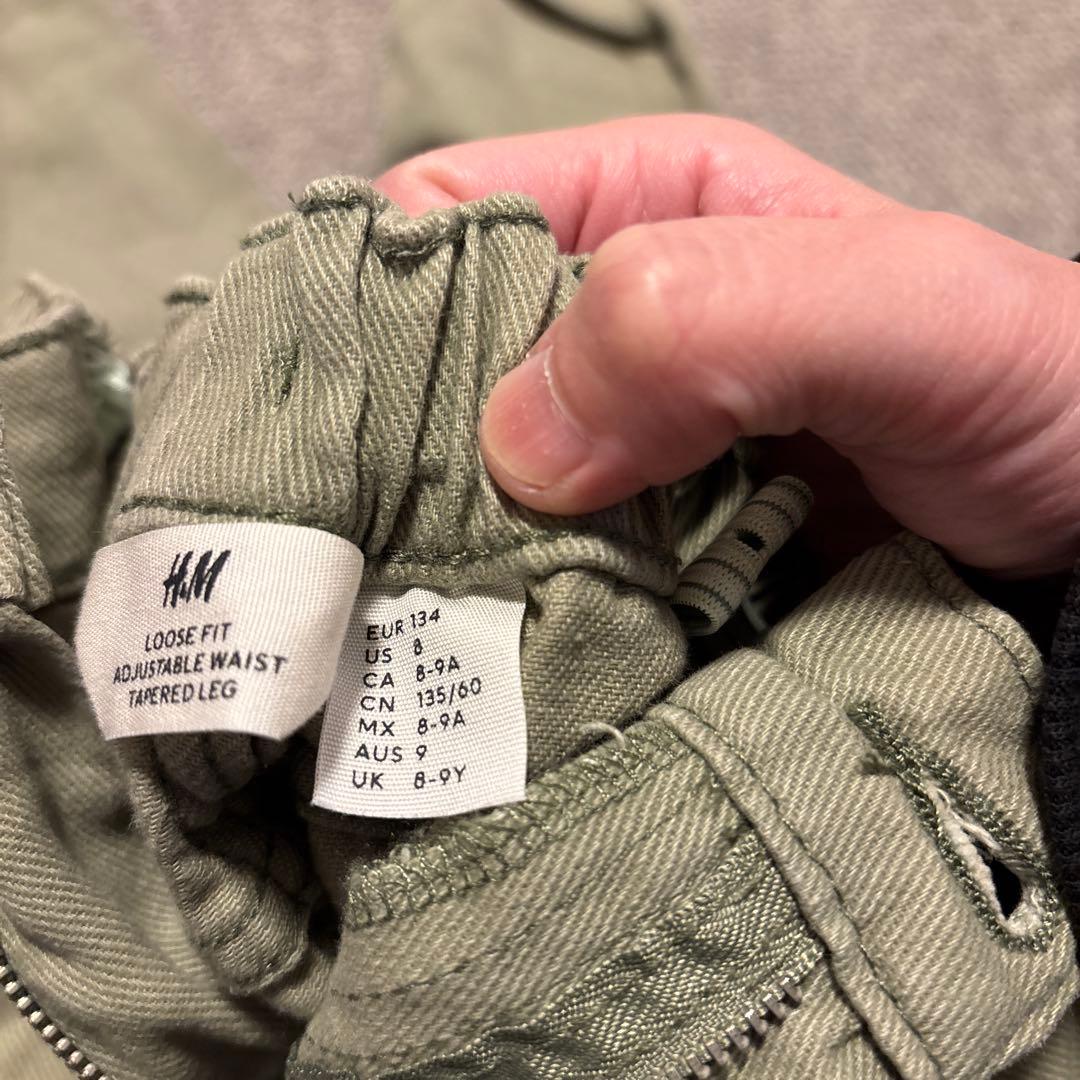 H&M
LOOSE FIT
ADJUSTABLE WAIST
TAPERED LEG
EUR 134
US 8
CA 8-9A
CN 135/60
MX 8-9A
AUS 9
UK 8-9Y